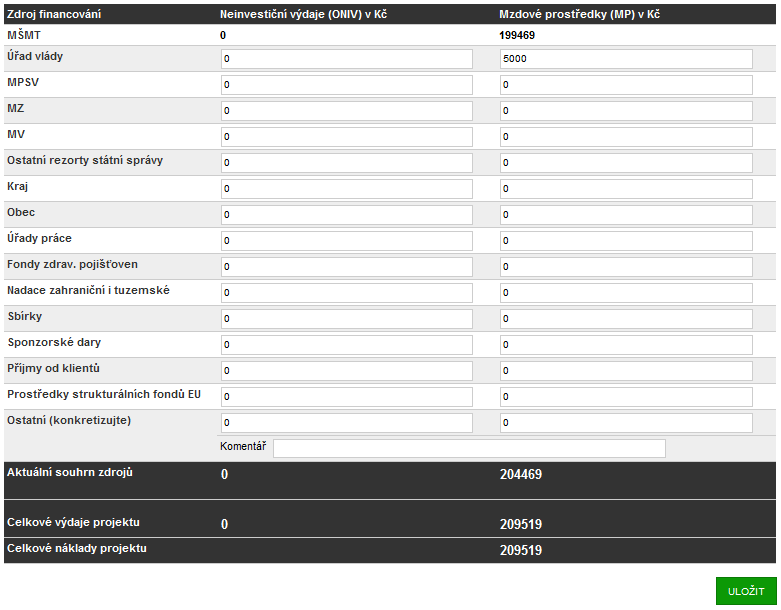 Zdroj financování Neinvestiční výdaje (ONIV) v Kč Mzdové prostředky (MP) v Kč
MŠMT 0 199469
Úřad vlády 0 5000
MPSV 0 0
MZ 0 0
MV 0 0
Ostatní rezorty státní správy 0 0
Kraj 0 0
Obec 0 0
Úřady práce 0 0
Fondy zdrav. pojišťoven 0 0
Nadace zahraniční i tuzemské 0 0
Sbírky 0 0
Sponzorské dary 0 0
Příjmy od klientů 0 0
Prostředky strukturálních fondů EU 0 0
Ostatní (konkretizujte) 0 0
Komentář
Aktuální souhrn zdrojů 0 204469
Celkové výdaje projektu 0 209519
Celkové náklady projektu 209519
ULOŽIT